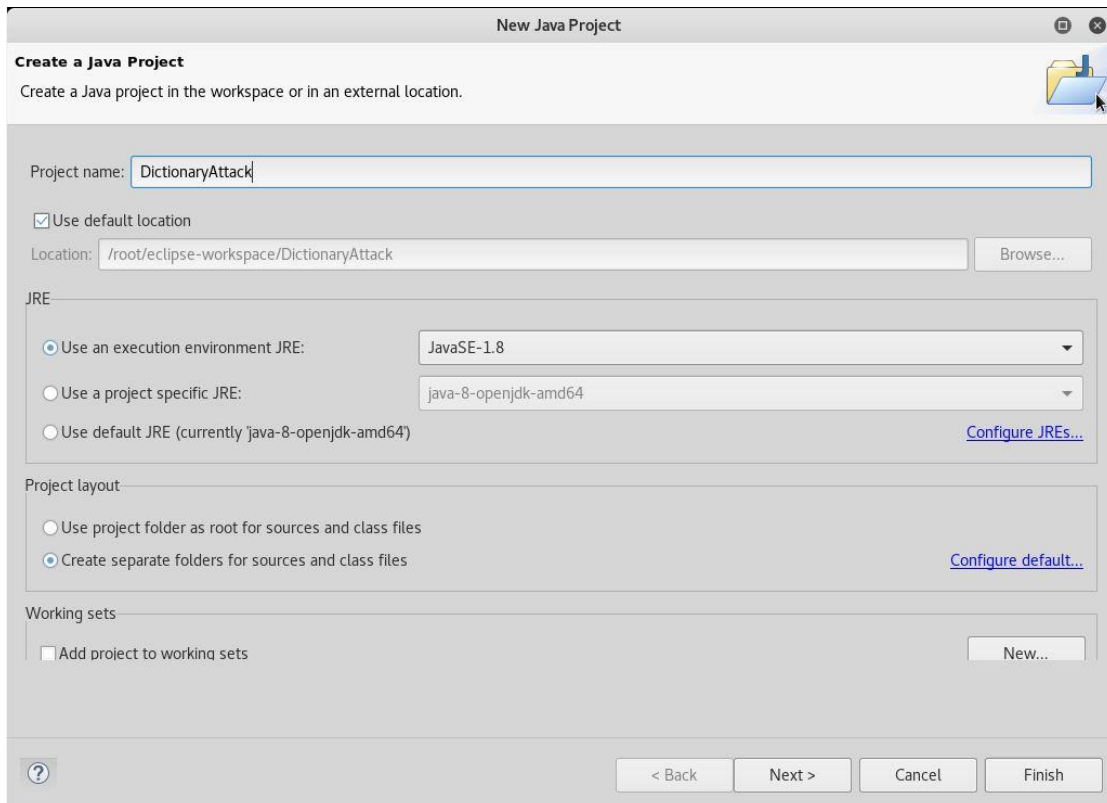 New Java Project
Create a Java Project
Create a Java project in the workspace or in an external location.
Project name: DictionaryAttack
Use default location
Location: /root/eclipse-workspace/DictionaryAttack Browse...
JRE
Use an execution environment JRE: JavaSE-1.8
Use a project specific JRE: java-8-openjdk-amd64
Use default JRE (currently 'java-8-openjdk-amd64') Configure JREs...
Project layout
Use project folder as root for sources and class files
Create separate folders for sources and class files Configure default...
Working sets
Add project to working sets New...
? < Back Next > Cancel Finish